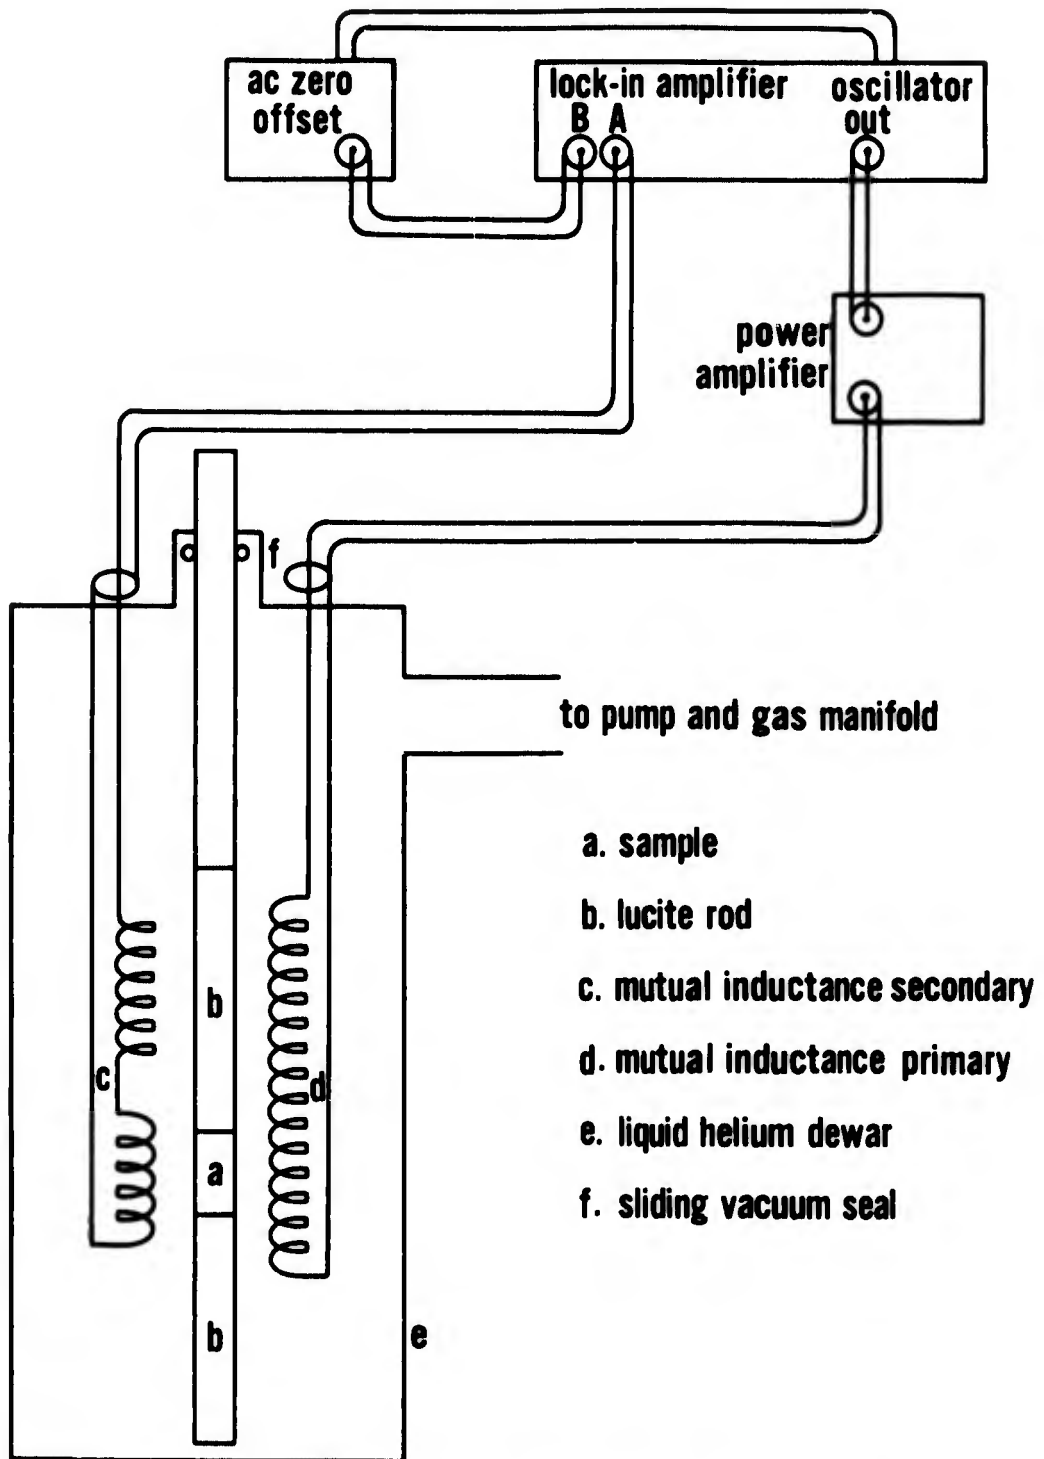 ac zero
offset
lock-in amplifier
B A
oscillator
out
power
amplifier
f
to pump and gas manifold
a. sample
b. lucite rod
c. mutual inductance secondary
d. mutual inductance primary
e. liquid helium dewar
f. sliding vacuum seal
b
c
d
a
b
e